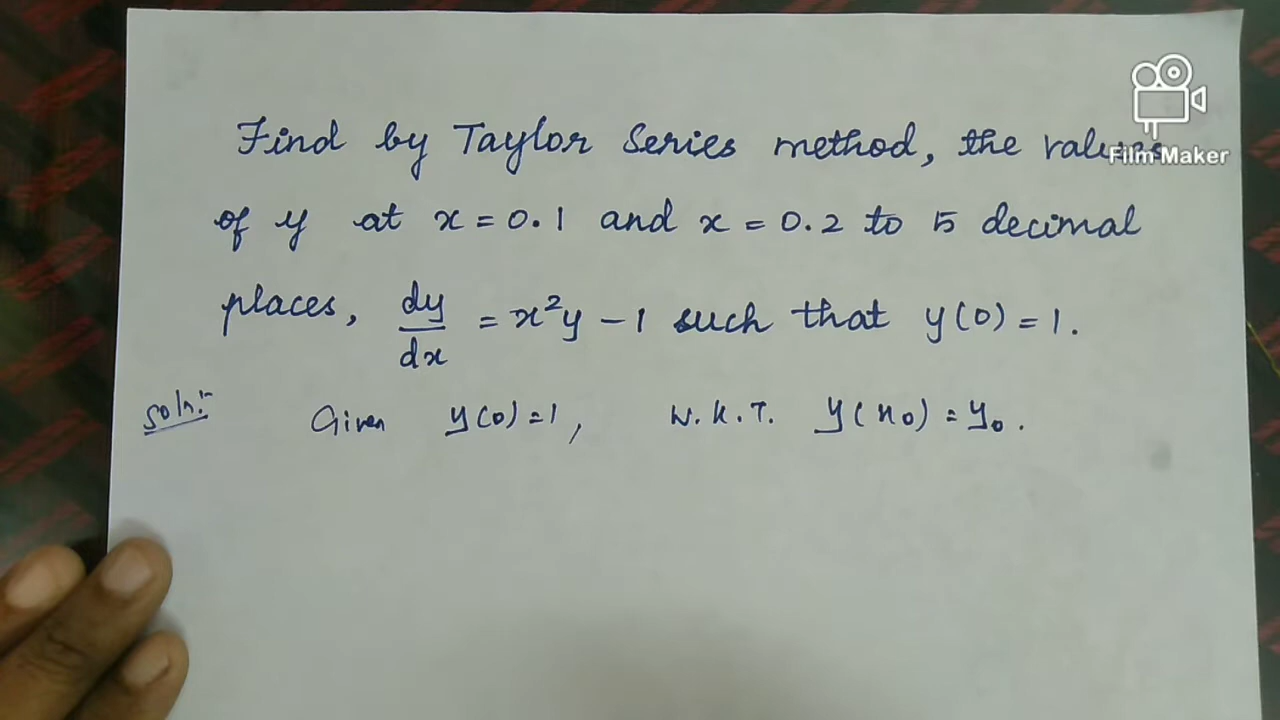 Find by Taylor Series method, the values
Film Maker
of y at x = 0.1 and x = 0.2 to 5 decimal
places, dy/dx = x²y - 1 such that y(0) = 1.
Soln:- Given y(0) = 1, W.K.T. y(x₀) = y₀.